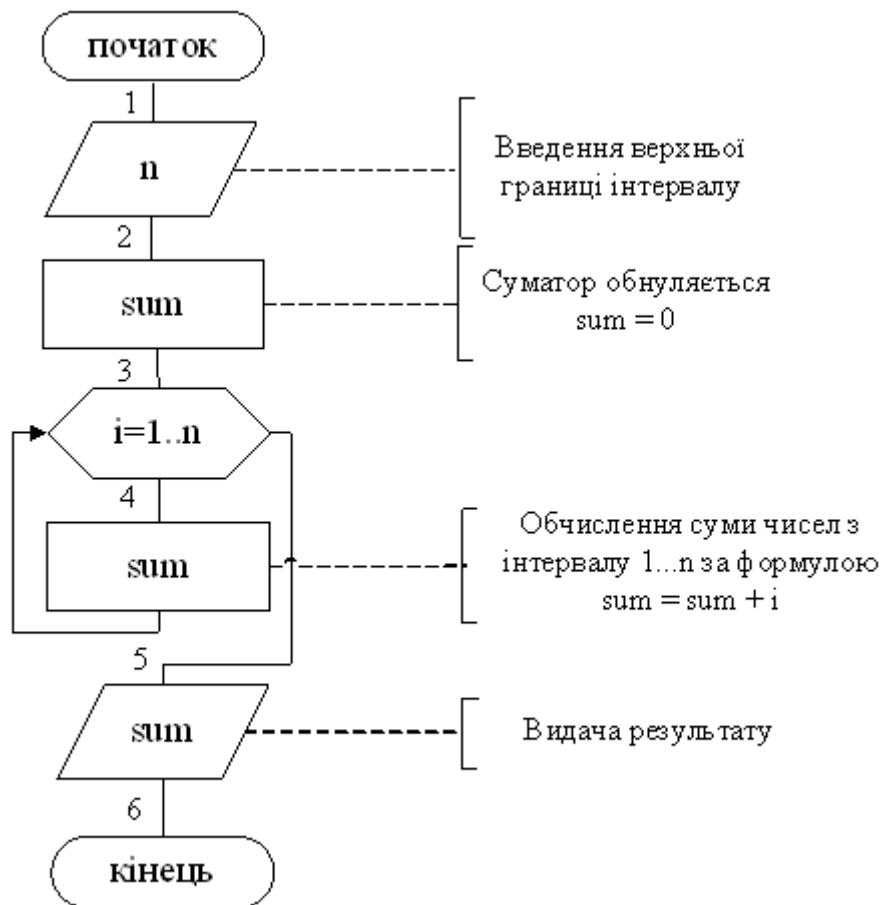 початок
1
n
Введення верхньої
границі інтервалу
2
sum
Суматор обнуляється
sum = 0
3
i=1..n
4
sum
Обчислення суми чисел з
інтервалу 1...n за формулою
sum = sum + i
5
sum
Видача результату
6
кінець